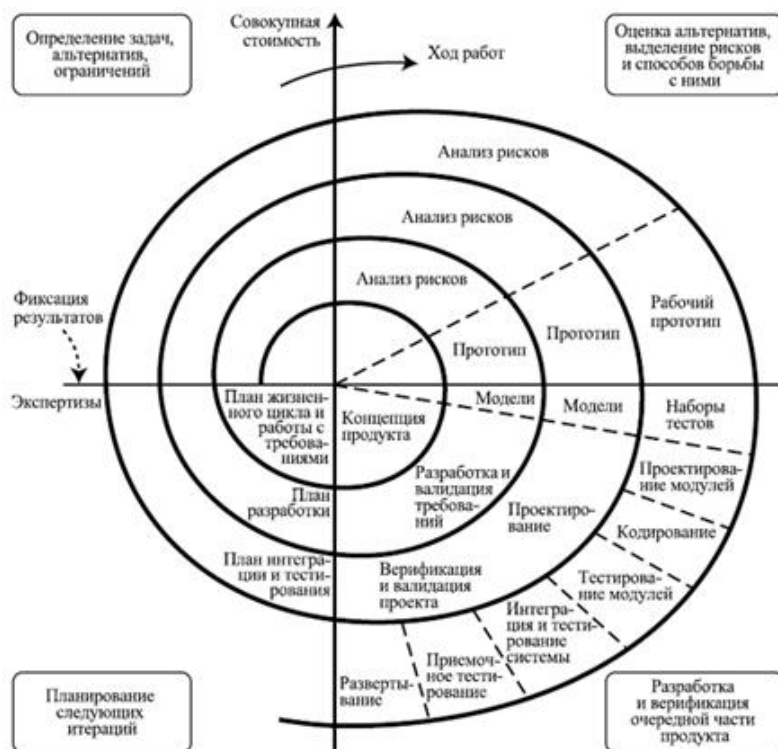 Определение задач,
альтернатив,
ограничений
Совокупная
стоимость
Ход работ
Оценка альтернатив,
выделение рисков
и способов борьбы
с ними
Анализ рисков
Анализ рисков
Анализ рисков
Фиксация
результатов
Рабочий
прототип
Прототип
Прототип
Экспертизы
План жизнен-
ного цикла и
работы с
требова-
ниями
Концепция
продукта
Модели
Модели
Наборы
тестов
План
разработки
Разработка и
валидация
требова-
ний
Проектиро-
вание
Проектирова-
ние модулей
Кодирование
Тестирова-
ние модулей
План интегра-
ции и тести-
рования
Верификация
и валидация
проекта
Интегра-
ция и тести-
рование
системы
Приемоч-
ное тести-
рование
Разверты-
вание
Планирование
следующих
итераций
Разработка
и верификация
очередной части
продукта